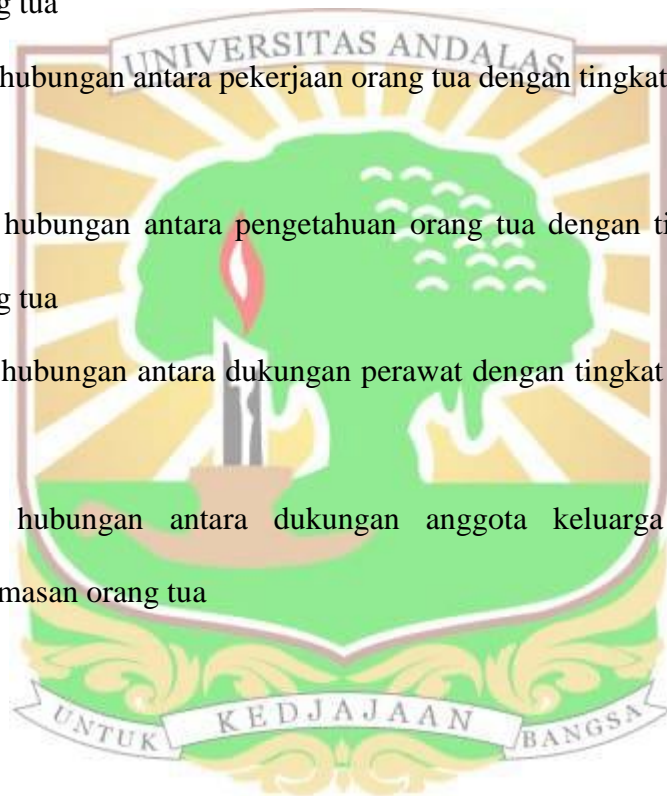 g tua
UNIVERSITAS ANDALAS
hubungan antara pekerjaan orang tua dengan tingkat
hubungan antara pengetahuan orang tua dengan ti
g tua
hubungan antara dukungan perawat dengan tingkat
hubungan antara dukungan anggota keluarga
masan orang tua
UNTUK KEDJAJAAN BANGSA